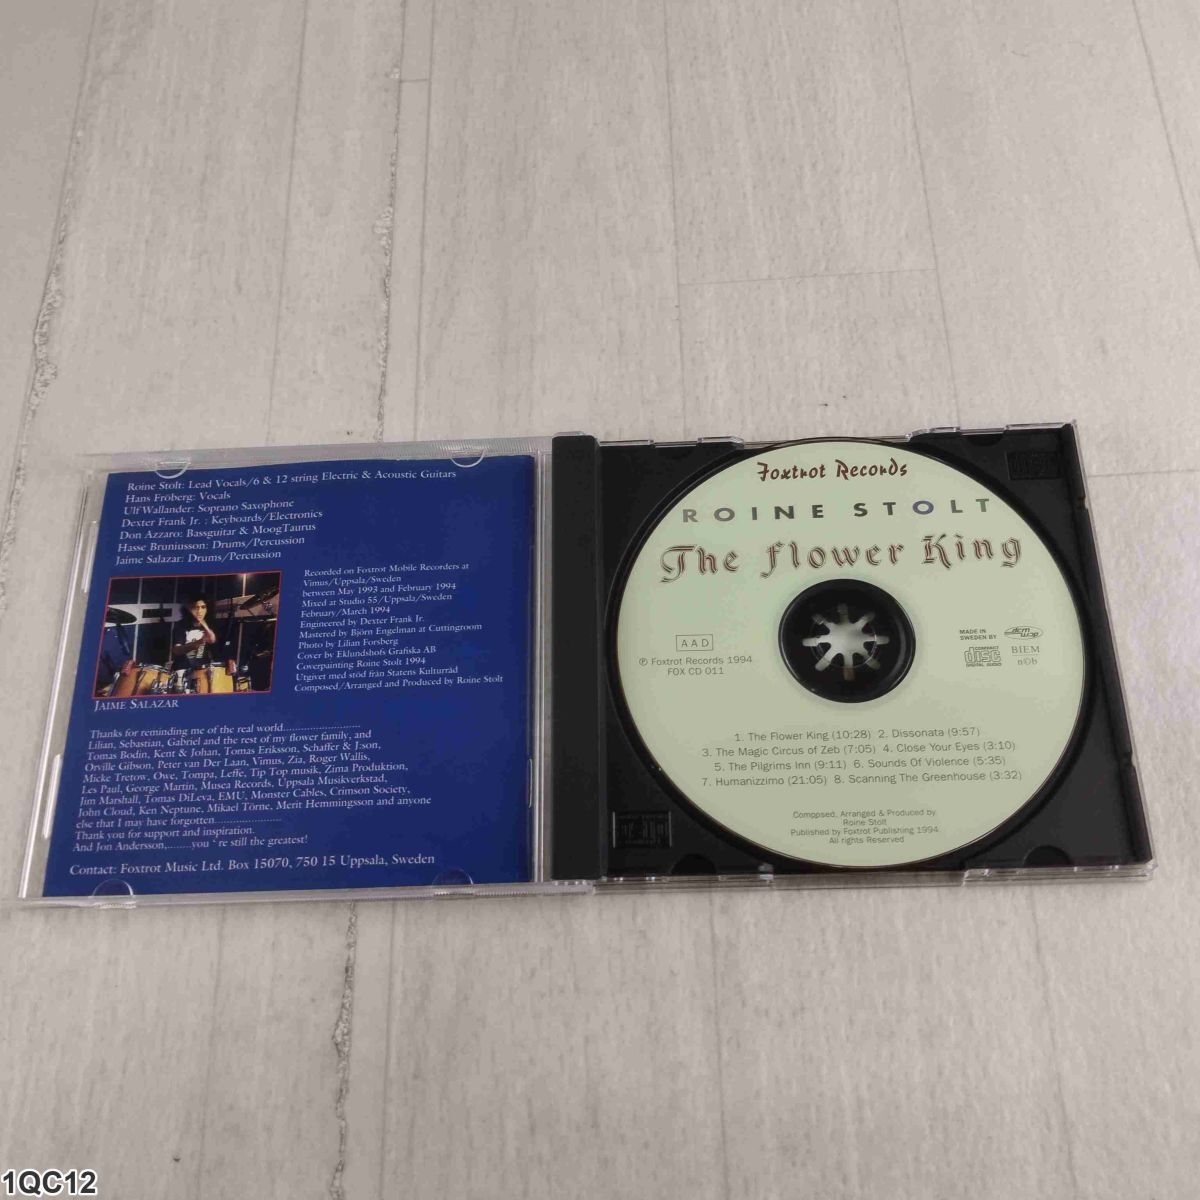 Roine Stolt: Lead Vocals/6 & 12 string Electric & Acoustic Guitars
Hans Fröberg: Vocals
Ulf Wallander: Soprano Saxophone
Dexter Frank Jr. : Keyboards/Electronics
Don Azzaro: Bassguitar & MoogTaurus
Hasse Bruniusson: Drums/Percussion
Jaime Salazar: Drums/Percussion
Recorded on Foxtrot Mobile Recorders at
Vimus/Uppsala/Sweden
between May 1993 and February 1994
Mixed at Studio 55/Uppsala/Sweden
February/March 1994
Engineered by Dexter Frank Jr.
Mastered by Björn Engelman at Cuttingroom
Photo by Lilian Forsberg
Cover by Eklundshofs Grafiska AB
Coverpainting Roine Stolt 1994
Utgivet med stöd från Statens Kulturråd
Composed/Arranged and Produced by Roine Stolt
JAIME SALAZAR
Thanks for reminding me of the real world..........................
Lilian, Sebastian, Gabriel and the rest of my flower family, and
Tomas Bodin, Kent & Johan, Tomas Eriksson, Schaffer & J:son,
Orville Gibson, Peter van Der Laan, Vimus, Zia, Roger Wallis,
Micke Tretow, Owe, Tompa, Leffe, Tip Top musik, Zima Produktion,
Les Paul, George Martin, Musea Records, Uppsala Musikverkstad,
Jim Marshall, Tomas DiLeva, EMU, Monster Cables, Crimson Society,
John Cloud, Ken Neptune, Mikael Törne, Merit Hemmingsson and anyone
else that I may have forgotten......................
Thank you for support and inspiration.
And Jon Andersson,........you ' re still the greatest!
Contact: Foxtrot Music Ltd. Box 15070, 750 15 Uppsala, Sweden
Foxtrot Records
ROINE STOLT
The Flower King
AAD
℗ Foxtrot Records 1994
FOX CD 011
MADE IN
SWEDEN BY
dcm
COMPACT
disc
DIGITAL AUDIO
BIEM
n©b
1. The Flower King (10:28) 2. Dissonata (9:57)
3. The Magic Circus of Zeb (7:05) 4. Close Your Eyes (3:10)
5. The Pilgrims Inn (9:11) 6. Sounds Of Violence (5:35)
7. Humanizzimo (21:05) 8. Scanning The Greenhouse (3:32)
Comppsed, Arranged & Produced by
Roine Stolt
Published by Foxtrot Publishing 1994
All rights Reserved
1QC12